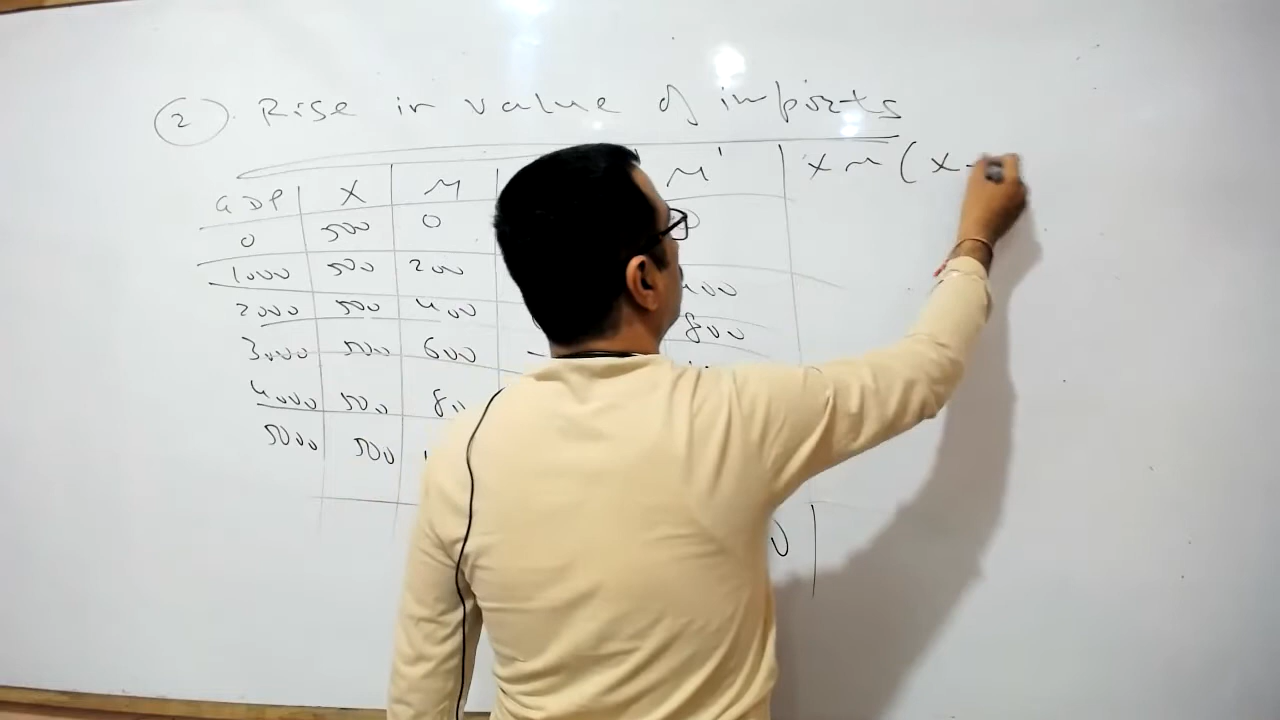 2. Rise in value of imports
GDP X M M' XM (X-
0 500 0
1000 500 200 400
2000 500 400 800
3000 500 600
4000 500
5000 500